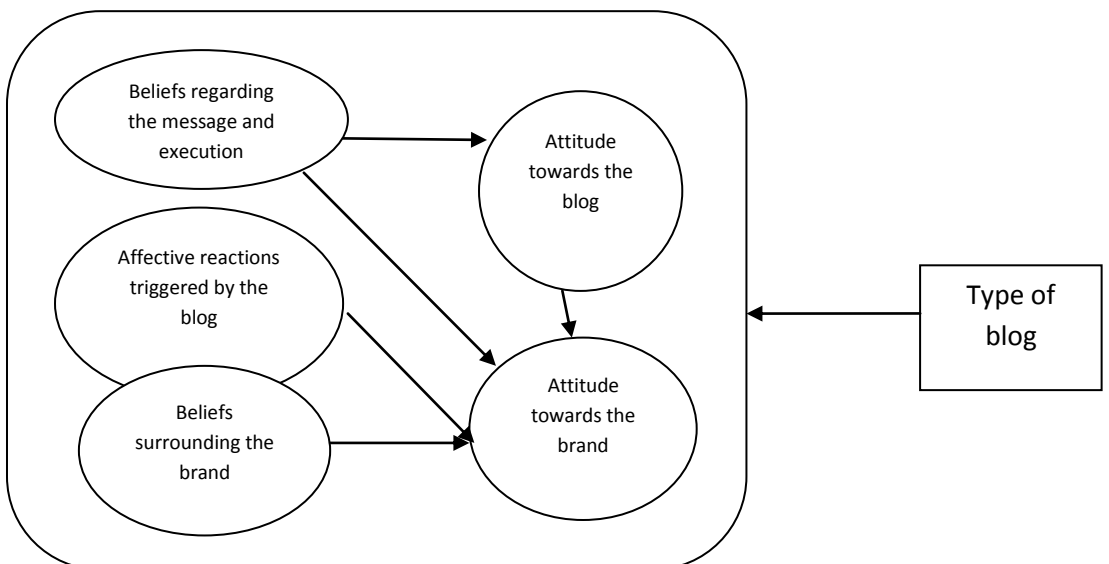 Beliefs regarding
the message and
execution
Attitude
towards the
blog
Affective reactions
triggered by the
blog
Type of
blog
Beliefs
surrounding the
brand
Attitude
towards the
brand